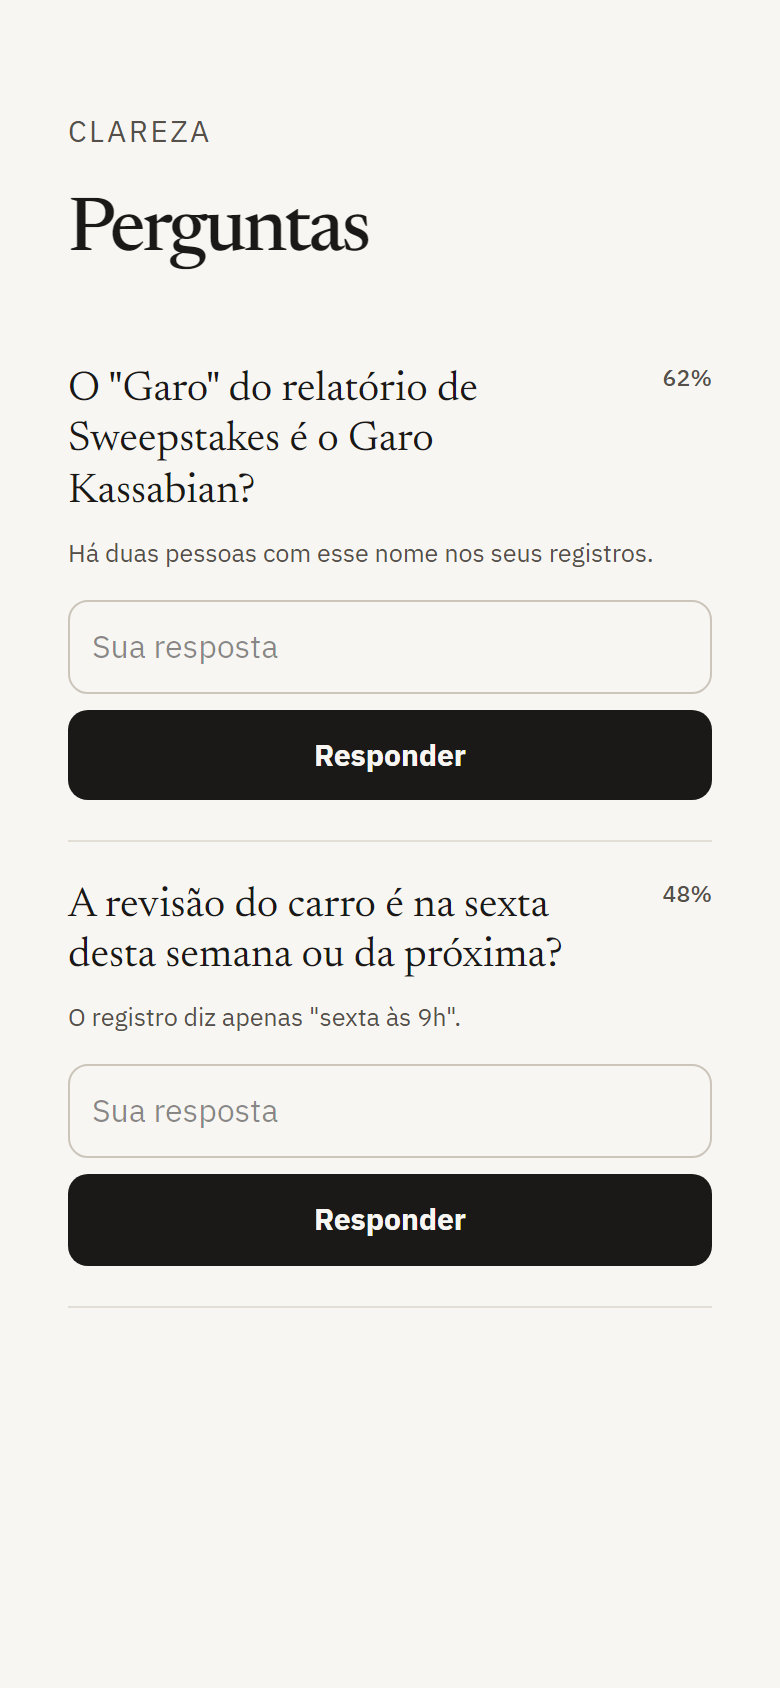 CLAREZA
Perguntas
O "Garo" do relatório de
62%
Sweepstakes é o Garo
Kassabian?
Há duas pessoas com esse nome nos seus registros.
Sua resposta
Responder
A revisão do carro é na sexta
48%
desta semana ou da próxima?
O registro diz apenas "sexta às 9h".
Sua resposta
Responder